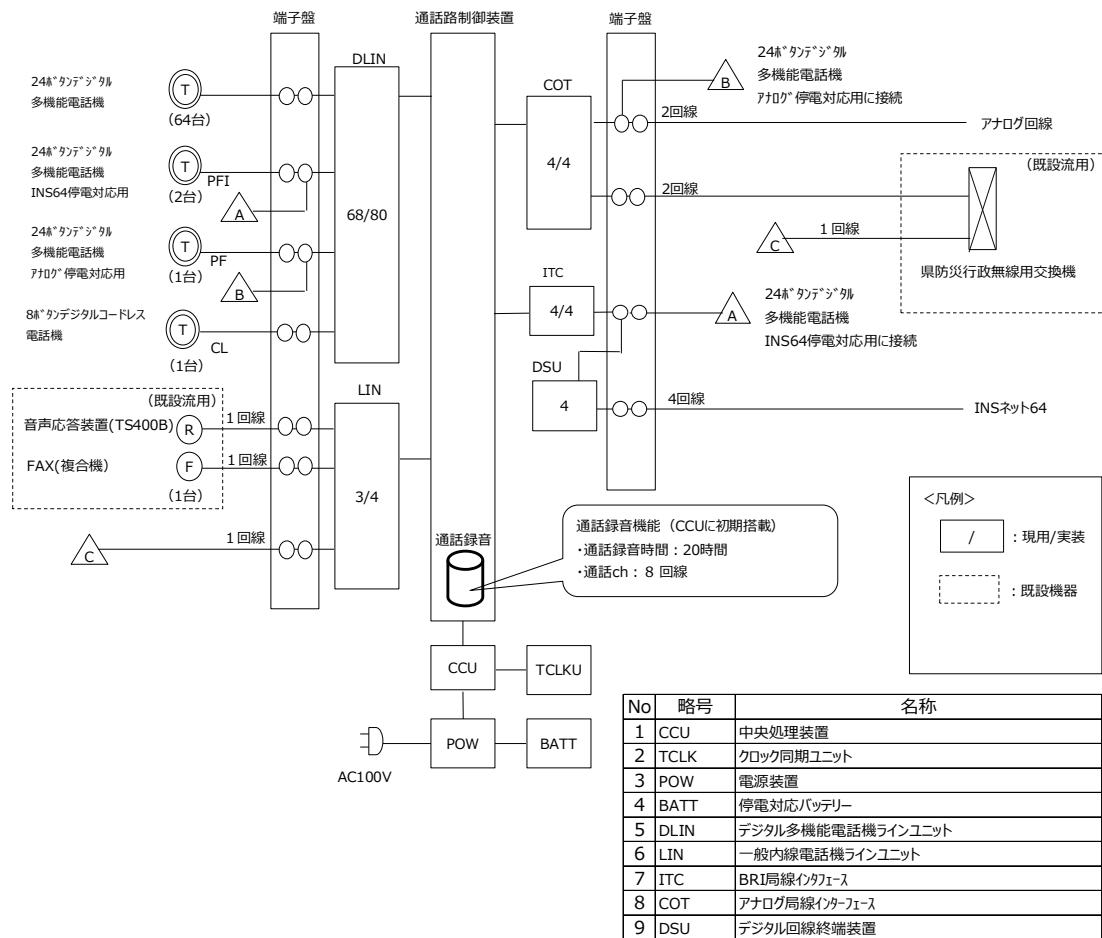 端子盤
通話路制御装置
端子盤
DLIN
24ﾎﾞﾀﾝﾃﾞｼﾞﾀﾙ
多機能電話機
T
(64台)
24ﾎﾞﾀﾝﾃﾞｼﾞﾀﾙ
多機能電話機
INS64停電対応用
T
PFI
(2台)
A
24ﾎﾞﾀﾝﾃﾞｼﾞﾀﾙ
多機能電話機
ｱﾅﾛｸﾞ停電対応用
T
PF
(1台)
B
8ﾎﾞﾀﾝデジタルコードレス
電話機
T
CL
(1台)
68/80
LIN
(既設流用)
音声応答装置(TS400B)
R
1回線
FAX(複合機)
F
1回線
(1台)
C
1回線
3/4
COT
4/4
B
24ﾎﾞﾀﾝﾃﾞｼﾞﾀﾙ
多機能電話機
ｱﾅﾛｸﾞ停電対応用に接続
2回線
アナログ回線
(既設流用)
2回線
C
1回線
県防災行政無線用交換機
ITC
4/4
A
24ﾎﾞﾀﾝﾃﾞｼﾞﾀﾙ
多機能電話機
INS64停電対応用に接続
DSU
4
4回線
INSネット64
通話録音
通話録音機能（CCUに初期搭載）
・通話録音時間：20時間
・通話ch：８回線
<凡例>
/
：現用/実装
：既設機器
CCU
TCLKU
POW
BATT
AC100V
No 略号 名称
1 CCU 中央処理装置
2 TCLK ｸﾛｯｸ同期ﾕﾆｯﾄ
3 POW 電源装置
4 BATT 停電対応バッテリー
5 DLIN デジタル多機能電話機ラインユニット
6 LIN 一般内線電話機ラインユニット
7 ITC BRI局線ｲﾝﾀﾌｪｰｽ
8 COT アナログ局線ｲﾝﾀｰﾌｪｰｽ
9 DSU デジタル回線終端装置